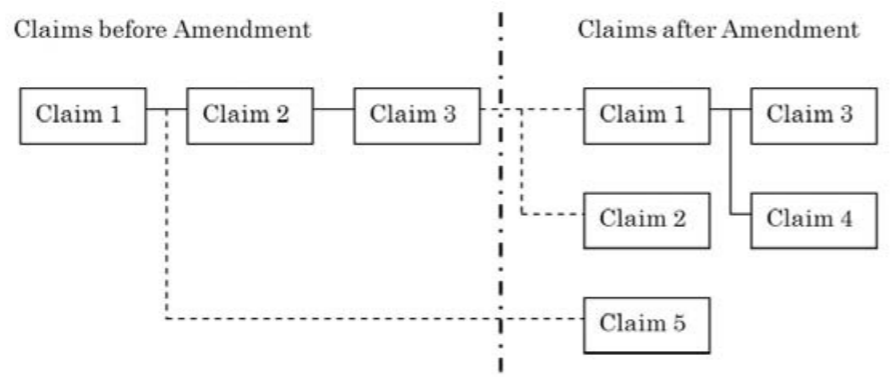 Claims before Amendment
Claims after Amendment
Claim 1
Claim 2
Claim 3
Claim 1
Claim 3
Claim 2
Claim 4
Claim 5